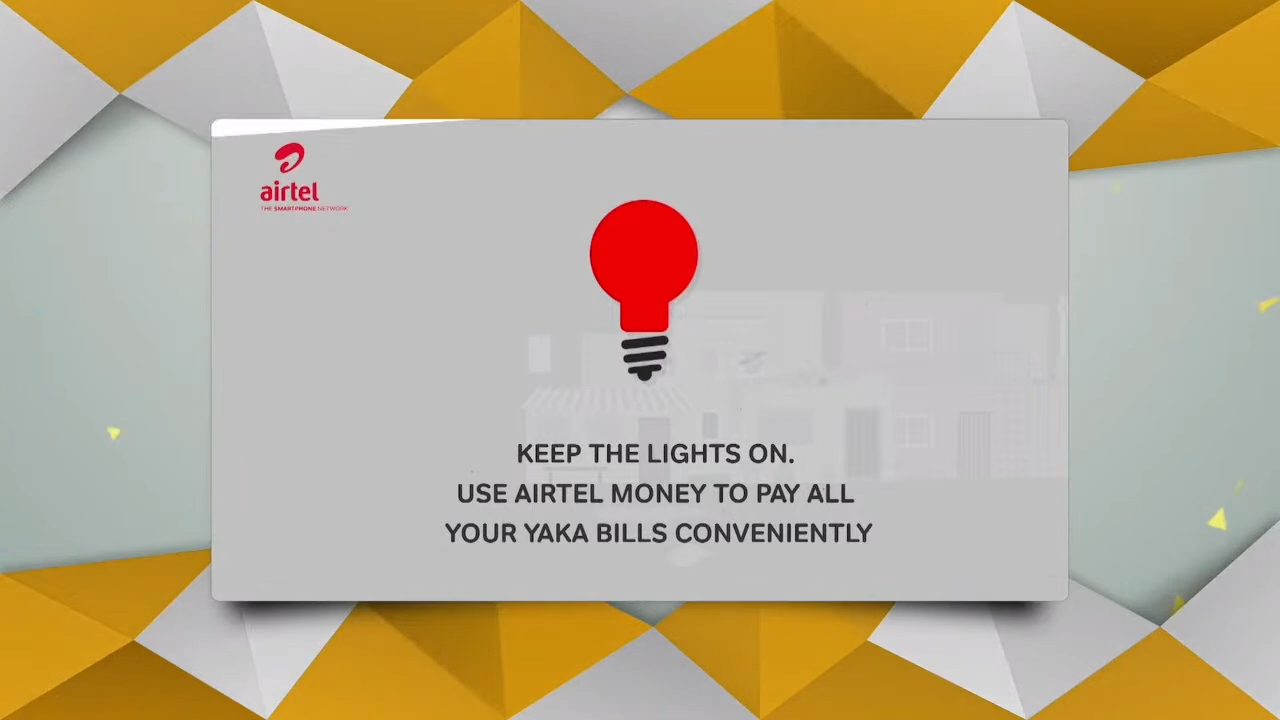 airtel
THE SMARTPHONE NETWORK
KEEP THE LIGHTS ON.
USE AIRTEL MONEY TO PAY ALL
YOUR YAKA BILLS CONVENIENTLY